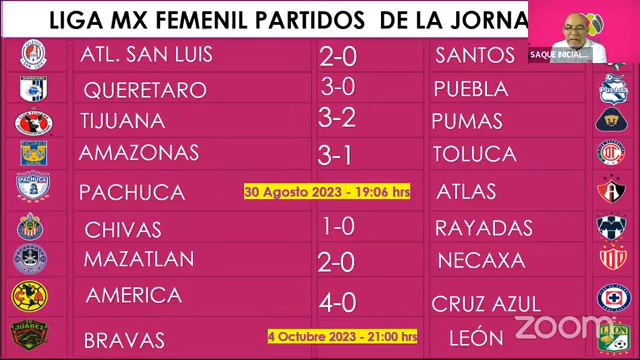 LIGA MX FEMENIL PARTIDOS DE LA JORNA
SAQUE INICIAL...
ATL. SAN LUIS 2-0 SANTOS
QUERETARO 3-0 PUEBLA
TIJUANA 3-2 PUMAS
AMAZONAS 3-1 TOLUCA
PACHUCA 30 Agosto 2023 - 19:06 hrs ATLAS
CHIVAS 1-0 RAYADAS
MAZATLAN 2-0 NECAXA
AMERICA 4-0 CRUZ AZUL
zoom
BRAVAS 4 Octubre 2023 - 21:00 hrs LEÓN